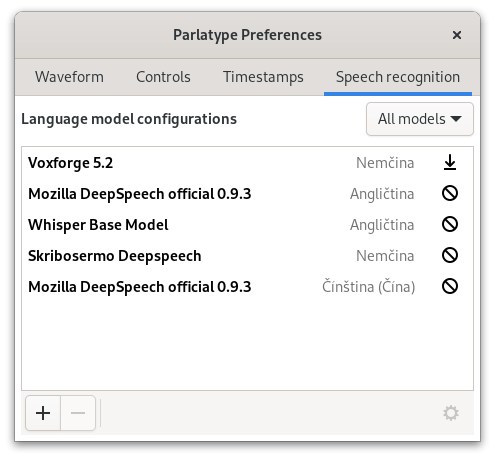 Parlatype Preferences
Waveform Controls Timestamps Speech recognition
Language model configurations All models
Voxforge 5.2 Nemčina
Mozilla DeepSpeech official 0.9.3 Angličtina
Whisper Base Model Angličtina
Skribosermo Deepspeech Nemčina
Mozilla DeepSpeech official 0.9.3 Čínština (Čína)